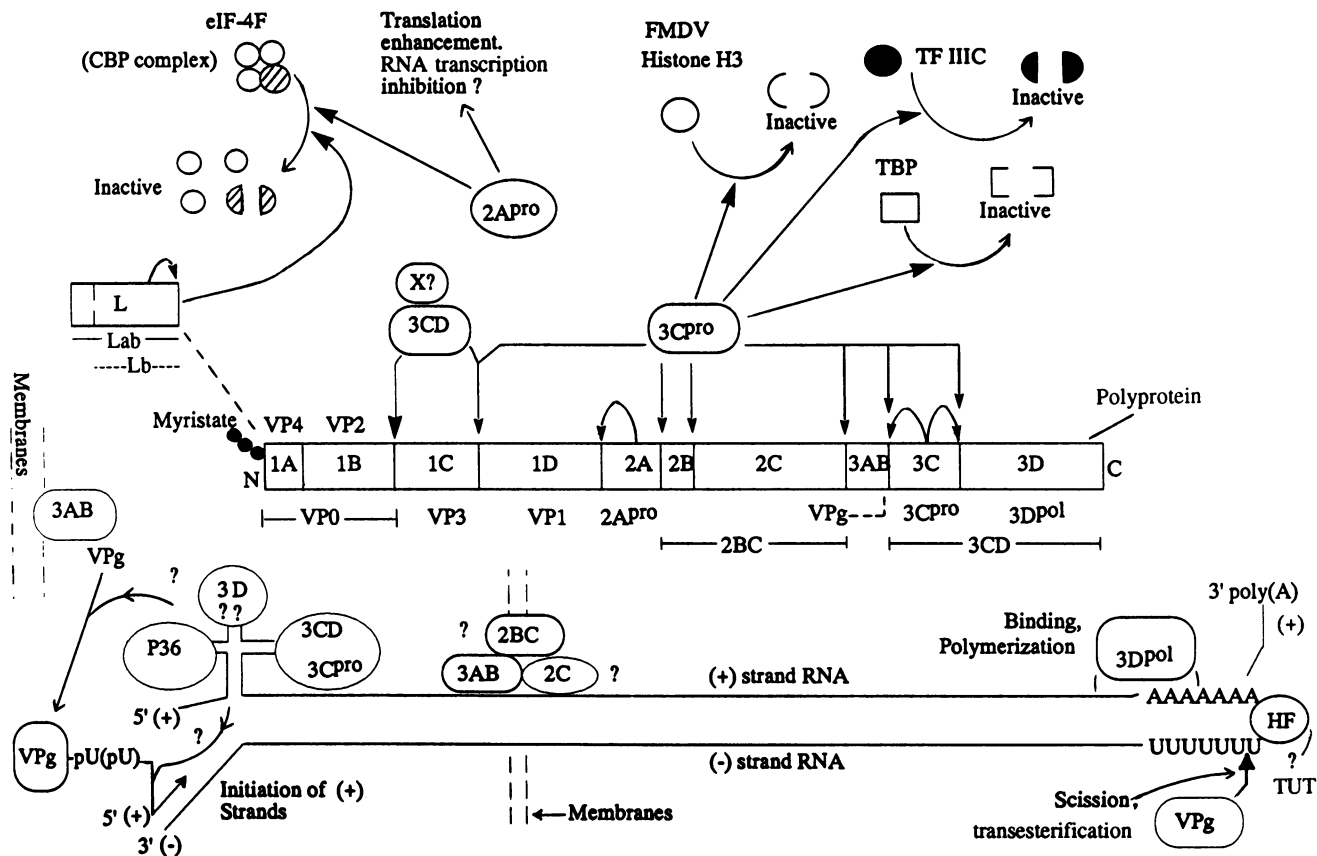 eIF-4F
(CBP complex)
Inactive
Translation
enhancement.
RNA transcription
inhibition ?
2Apro
FMDV
Histone H3
Inactive
TF IIIC
Inactive
TBP
Inactive
L
Lab
Lb
X?
3CD
3Cpro
Membranes
Myristate
VP4
VP2
Polyprotein
N
1A
1B
1C
1D
2A
2B
2C
3AB
3C
3D
C
VP0
VP3
VP1
2Apro
VPg
3Cpro
3Dpol
2BC
3CD
3AB
VPg
?
3D
? ?
P36
3CD
3Cpro
5' (+)
?
2BC
3AB
2C
?
(+) strand RNA
Binding,
Polymerization
3Dpol
3' poly(A)
(+)
AAAAAAA
HF
VPg
-pU(pU)
?
5' (+)
3' (-)
Initiation of (+)
Strands
(-) strand RNA
Membranes
UUUUUUU
?
TUT
Scission,
transesterification
VPg